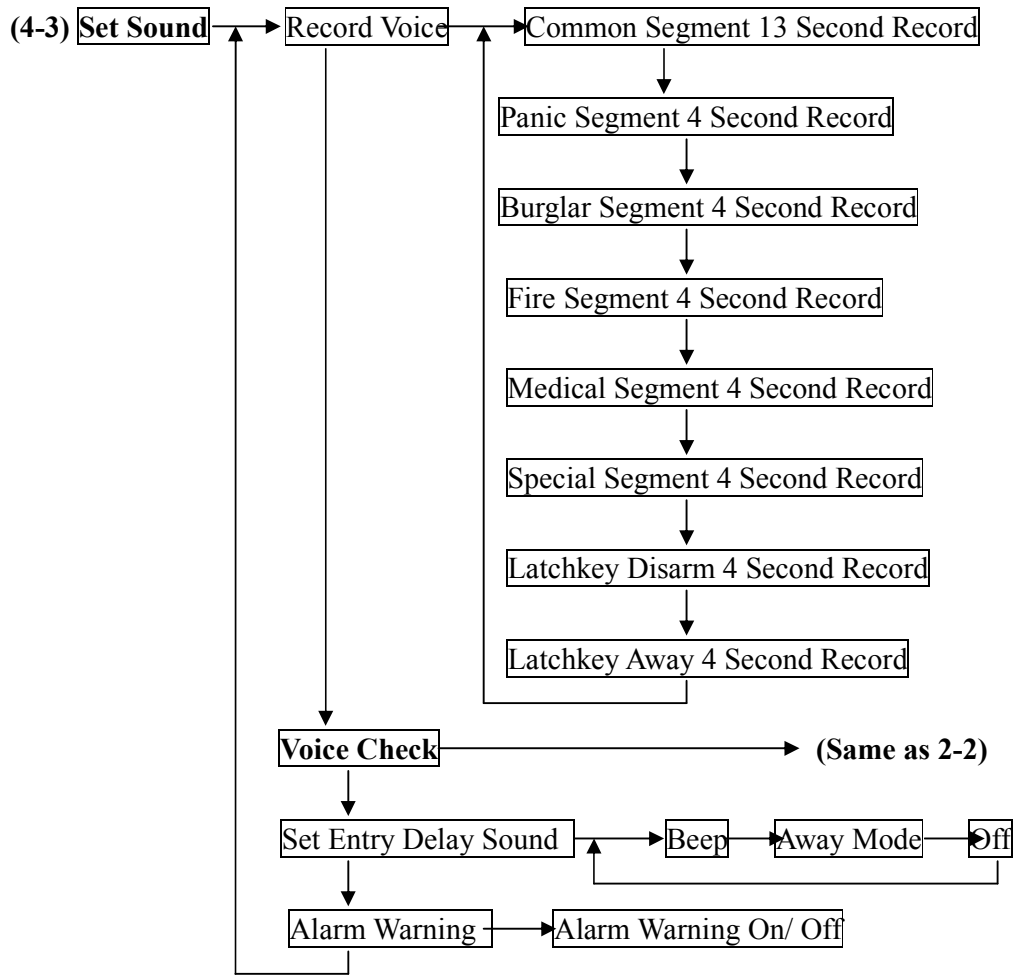 (4-3) Set Sound Record Voice Common Segment 13 Second Record
Panic Segment 4 Second Record
Burglar Segment 4 Second Record
Fire Segment 4 Second Record
Medical Segment 4 Second Record
Special Segment 4 Second Record
Latchkey Disarm 4 Second Record
Latchkey Away 4 Second Record
Voice Check (Same as 2-2)
Set Entry Delay Sound Beep Away Mode Off
Alarm Warning Alarm Warning On/ Off